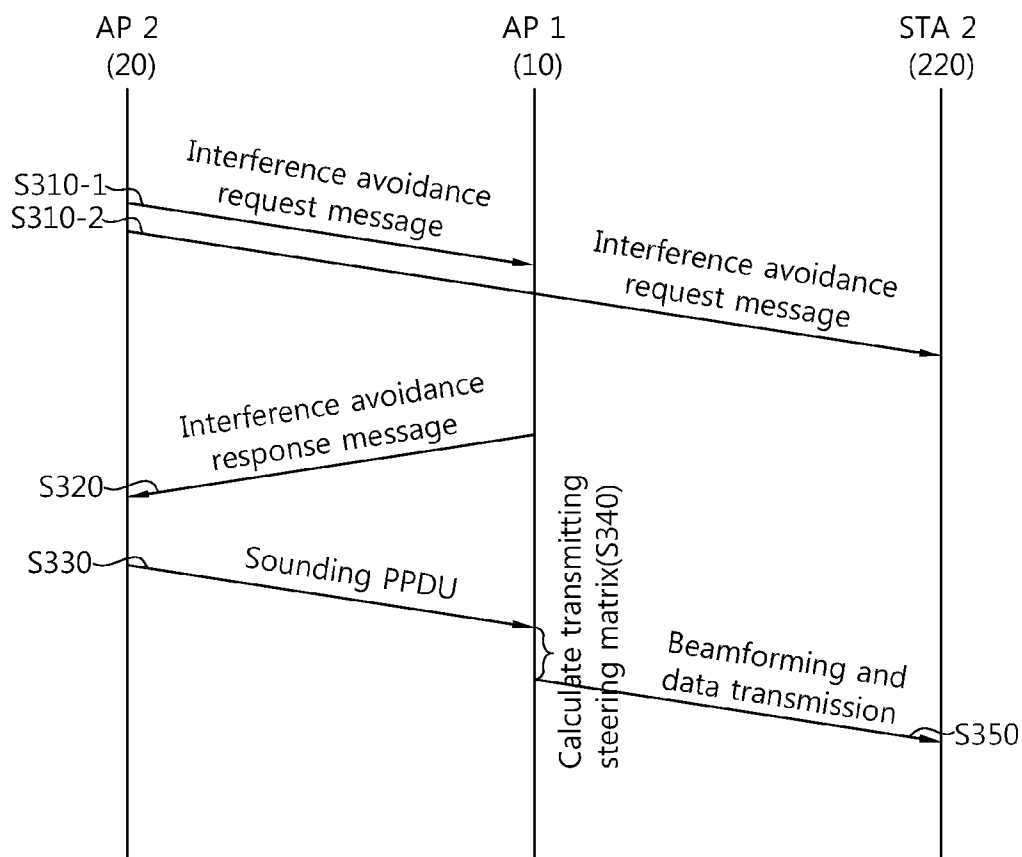 AP 2
(20)
AP 1
(10)
STA 2
(220)
S310-1
S310-2
Interference avoidance
request message
Interference avoidance
request message
Interference avoidance
response message
S320
S330
Sounding PPDU
Calculate transmitting
steering matrix(S340)
Beamforming and
data transmission
S350